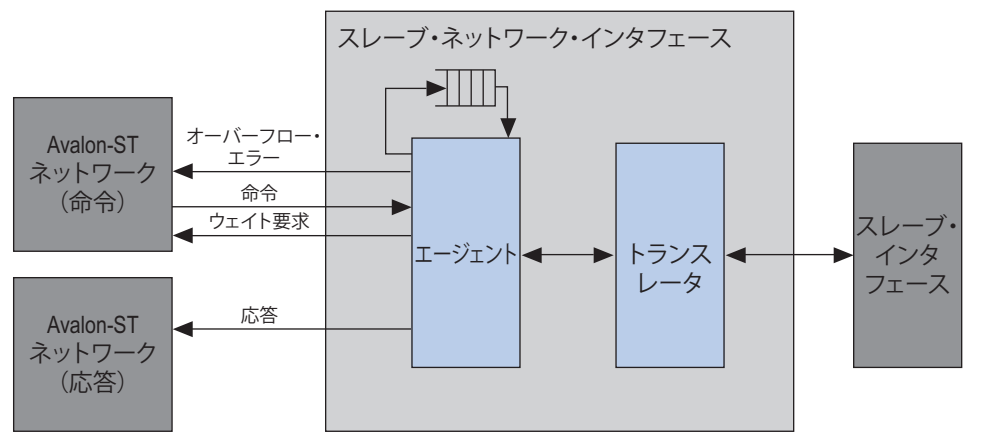 スレーブ・ネットワーク・インタフェース
Avalon-ST
ネットワーク
（命令）
オーバーフロー・
エラー
命令
ウェイト要求
エージェント
トランス
レータ
スレーブ・
インタ
フェース
Avalon-ST
ネットワーク
（応答）
応答